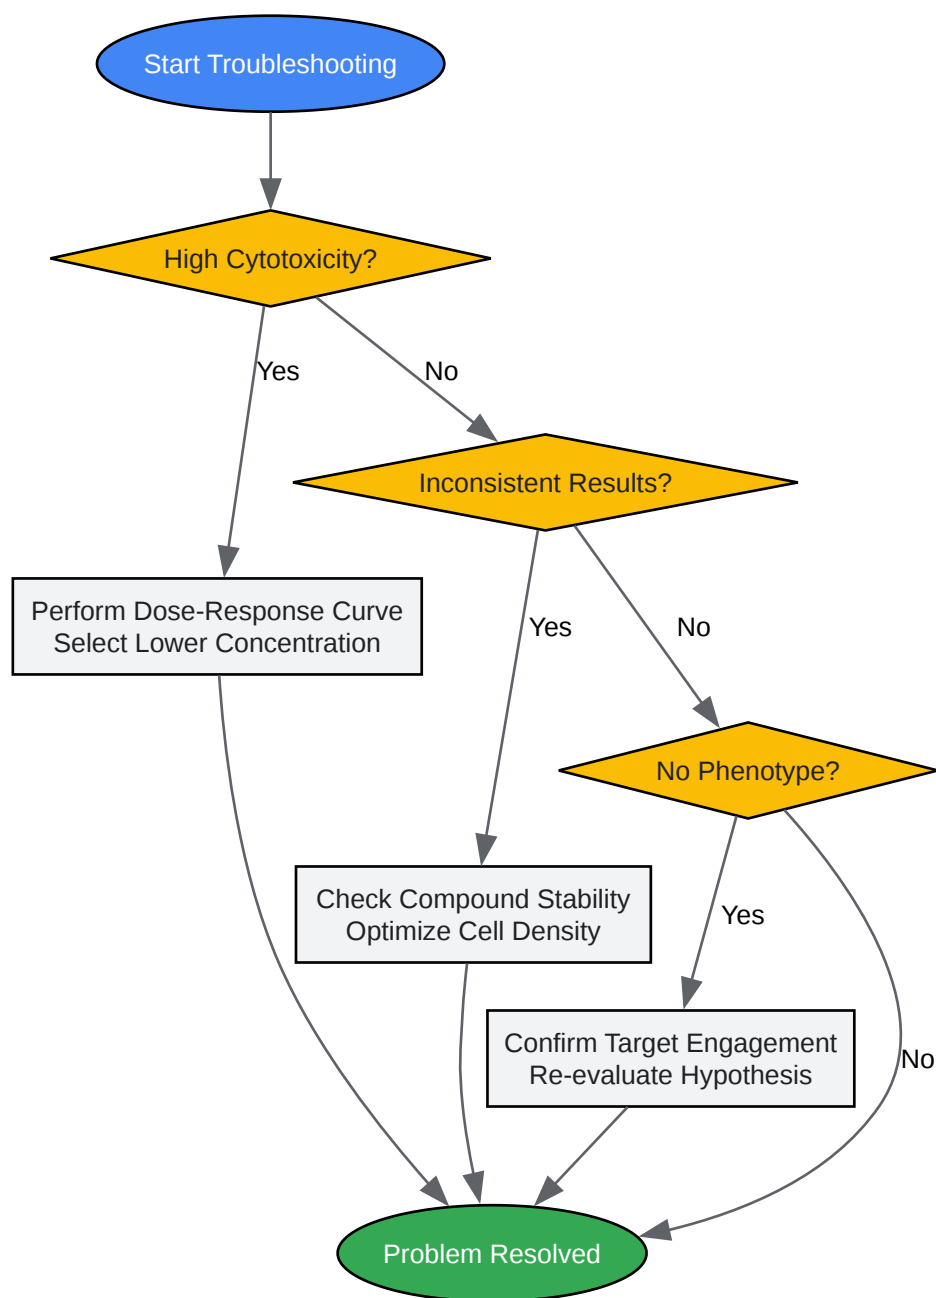 Start Troubleshooting
High Cytotoxicity?
Yes
No
Inconsistent Results?
Perform Dose-Response Curve
Select Lower Concentration
Yes
No
No Phenotype?
Check Compound Stability
Optimize Cell Density
Yes
Confirm Target Engagement
Re-evaluate Hypothesis
No
Problem Resolved